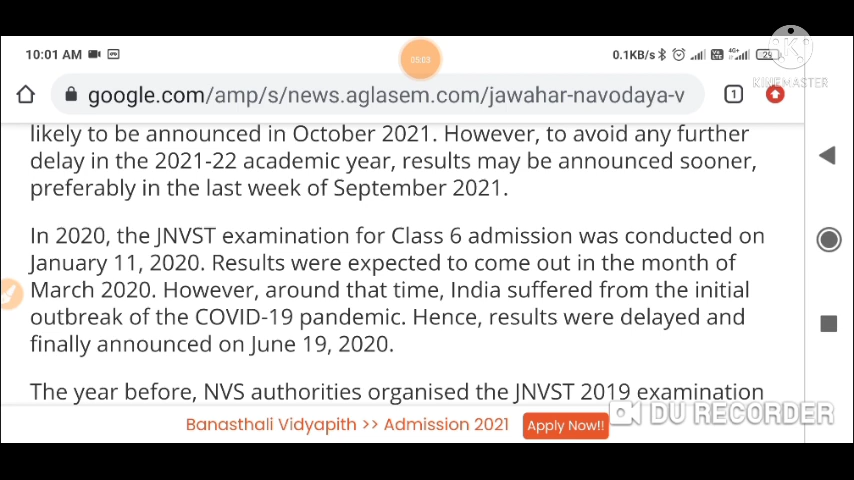 10:01 AM
05:03
0.1KB/s
4G+
29
KINEMASTER
google.com/amp/s/news.aglasem.com/jawahar-navodaya-v
1
likely to be announced in October 2021. However, to avoid any further
delay in the 2021-22 academic year, results may be announced sooner,
preferably in the last week of September 2021.
In 2020, the JNVST examination for Class 6 admission was conducted on
January 11, 2020. Results were expected to come out in the month of
March 2020. However, around that time, India suffered from the initial
outbreak of the COVID-19 pandemic. Hence, results were delayed and
finally announced on June 19, 2020.
The year before, NVS authorities organised the JNVST 2019 examination
DU RECORDER
Banasthali Vidyapith >> Admission 2021 Apply Now!!